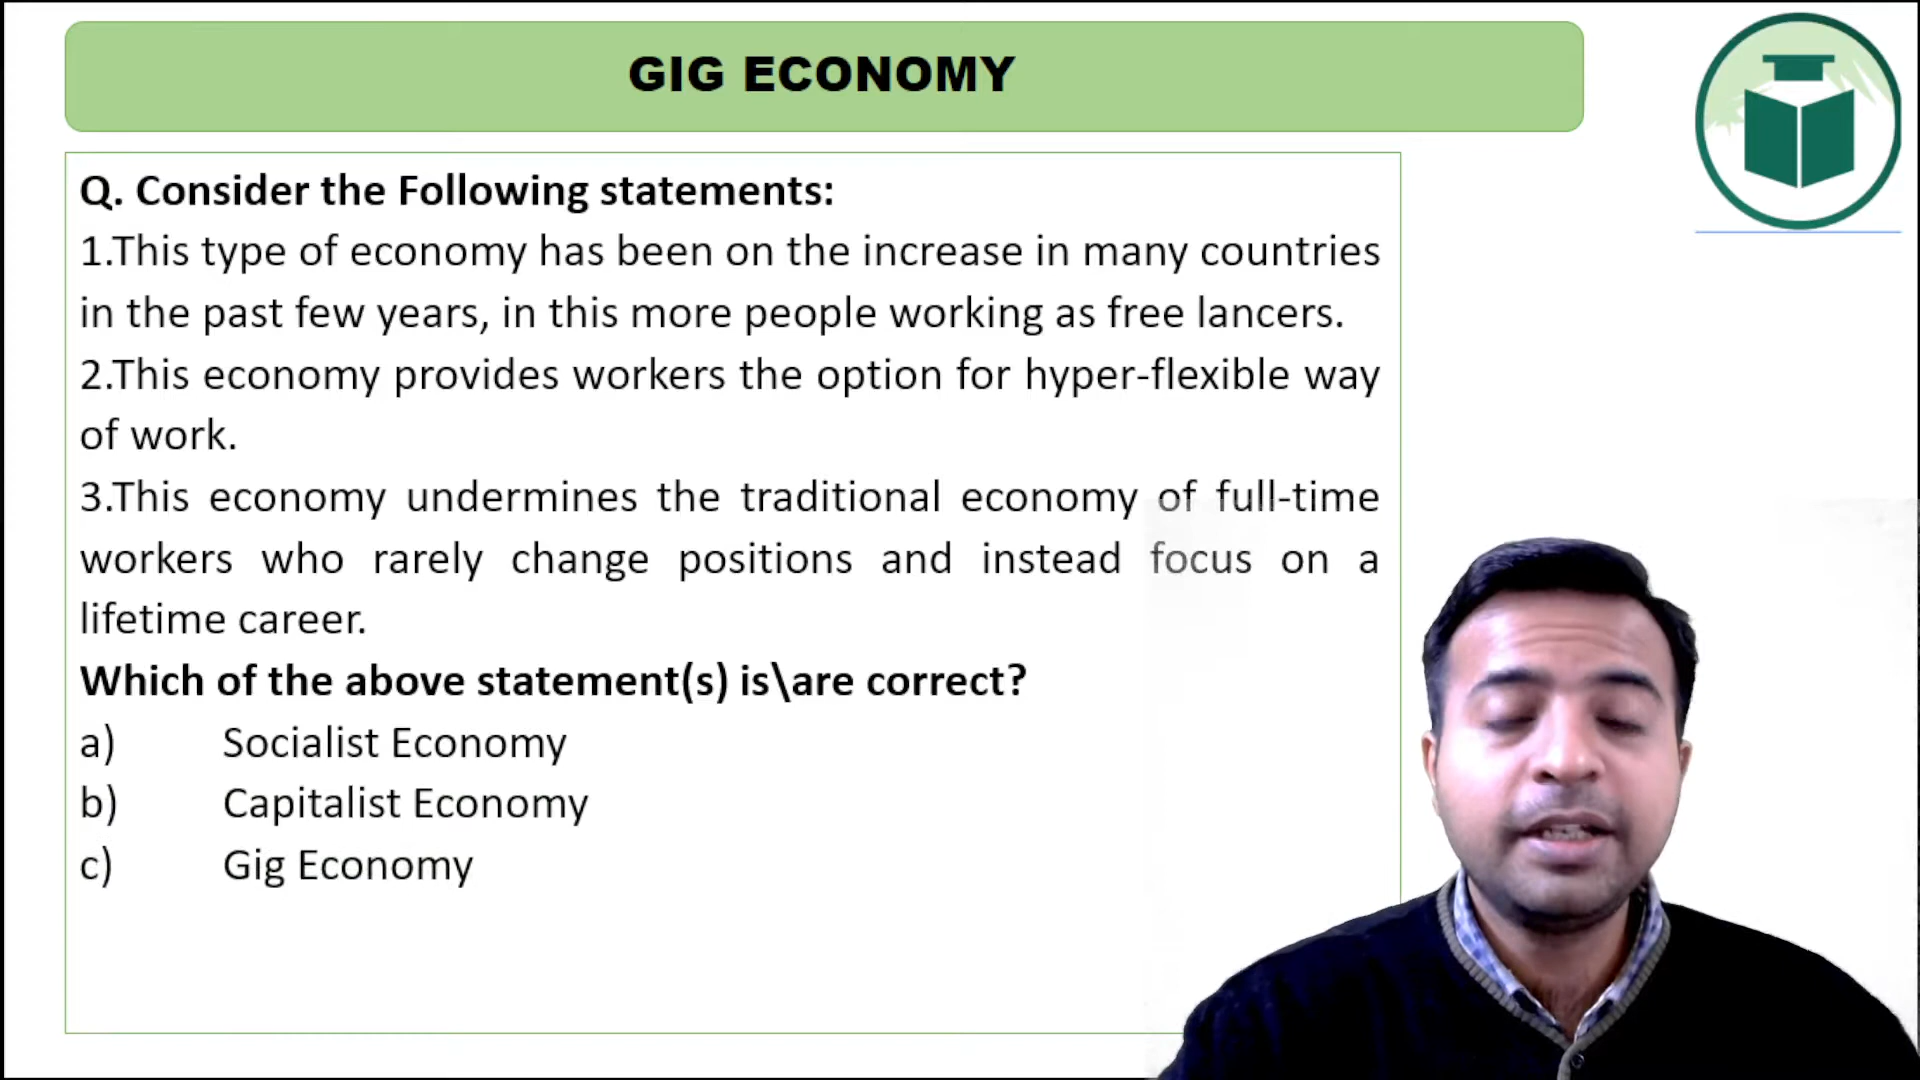 GIG ECONOMY
Q. Consider the Following statements:
1.This type of economy has been on the increase in many countries
in the past few years, in this more people working as free lancers.
2.This economy provides workers the option for hyper-flexible way
of work.
3.This economy undermines the traditional economy of full-time
workers who rarely change positions and instead focus on a
lifetime career.
Which of the above statement(s) is\are correct?
a) Socialist Economy
b) Capitalist Economy
c) Gig Economy